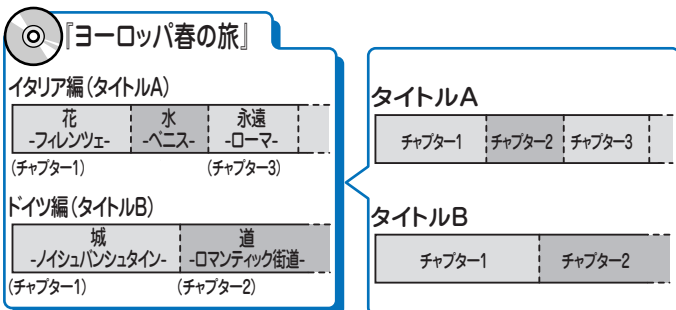 『ヨーロッパ春の旅』
イタリア編（タイトルA）
花
-フィレンツェ-
水
-ベニス-
永遠
-ローマ-
(チャプター1)
(チャプター3)
ドイツ編（タイトルB）
城
-ノイシュバンシュタイン-
道
-ロマンティック街道-
(チャプター1)
(チャプター2)
タイトルA
チャプター1
チャプター2
チャプター3
タイトルB
チャプター1
チャプター2